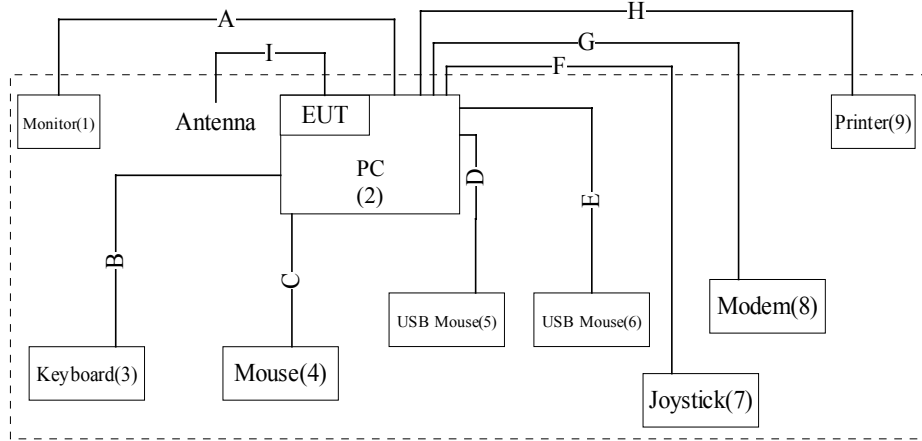 A
H
G
I
F
Monitor(1)
Antenna
EUT
Printer(9)
PC
(2)
D
E
B
C
USB Mouse(5)
USB Mouse(6)
Modem(8)
Keyboard(3)
Mouse(4)
Joystick(7)